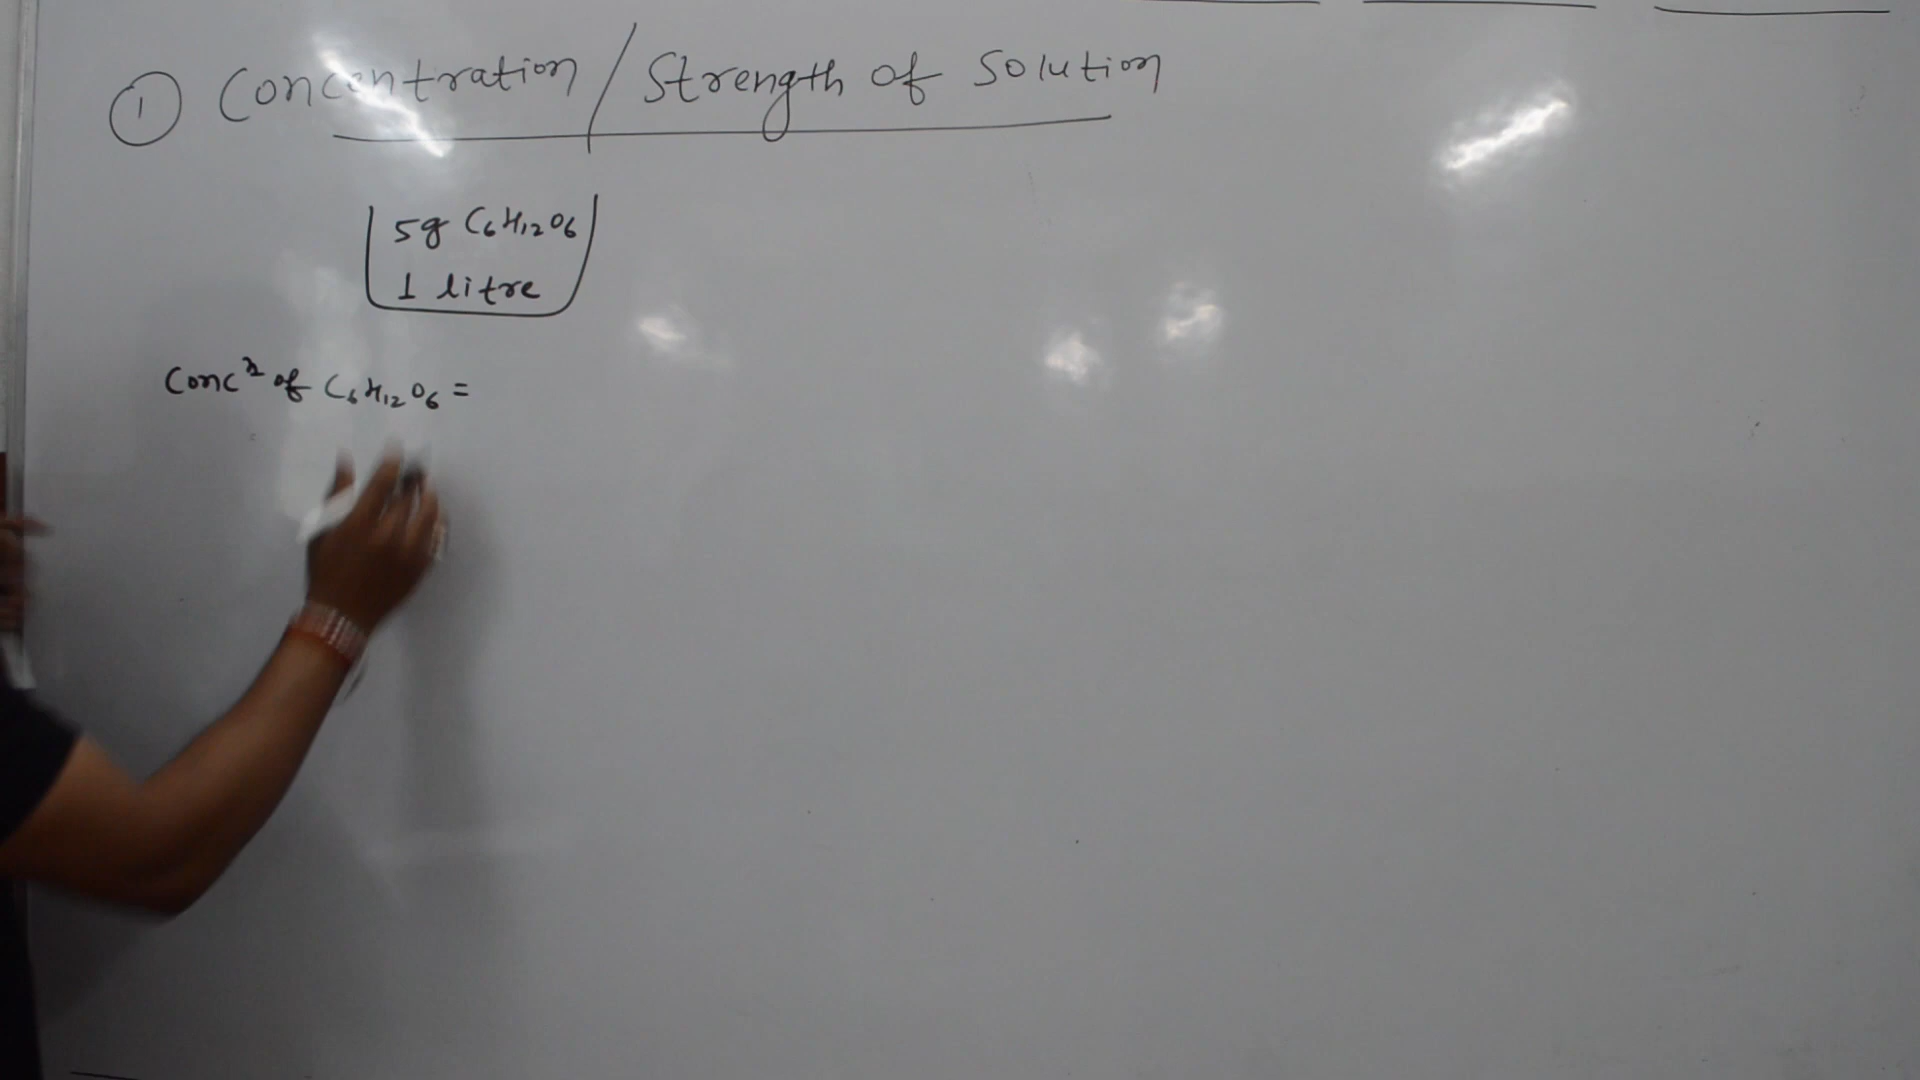 ① Concentration / Strength of Solution
5g C₆H₁₂O₆
1 litre
Concⁿ of C₆H₁₂O₆ =